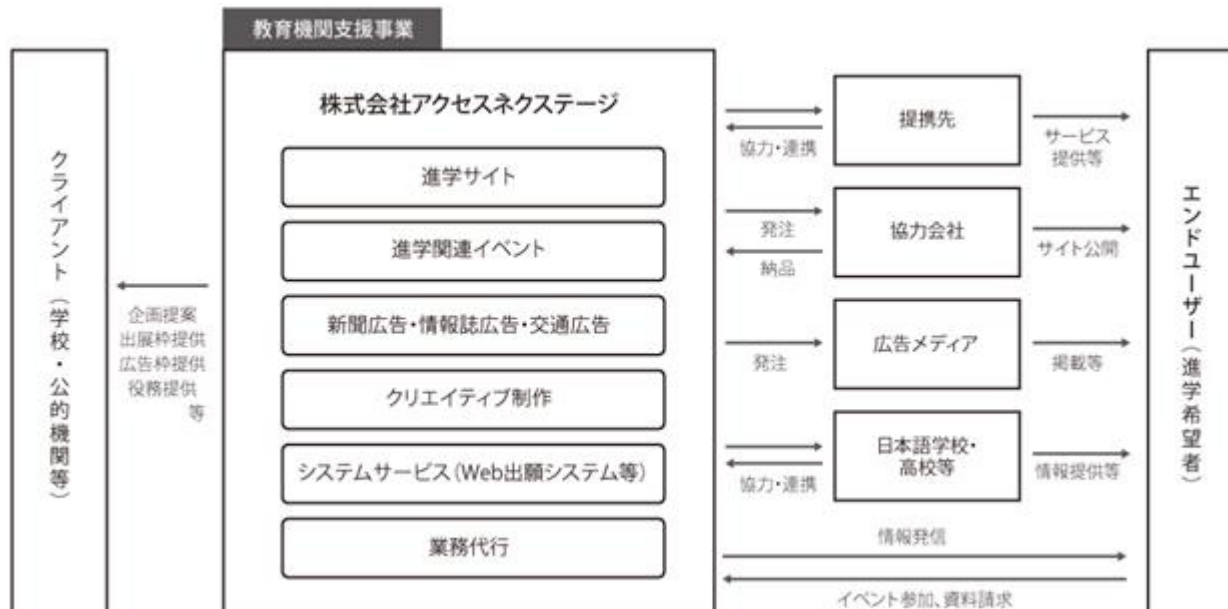 教育機関支援事業
クライアント（学校・公的機関等）
企画提案
出展枠提供
広告枠提供
役務提供
等
株式会社アクセスネクステージ
進学サイト
進学関連イベント
新聞広告・情報誌広告・交通広告
クリエイティブ制作
システムサービス（Web出願システム等）
業務代行
協力・連携
提携先
サービス
提供等
発注
納品
協力会社
サイト公開
発注
広告メディア
掲載等
協力・連携
日本語学校・
高校等
情報提供等
情報発信
イベント参加、資料請求
エンドユーザー（進学希望者）